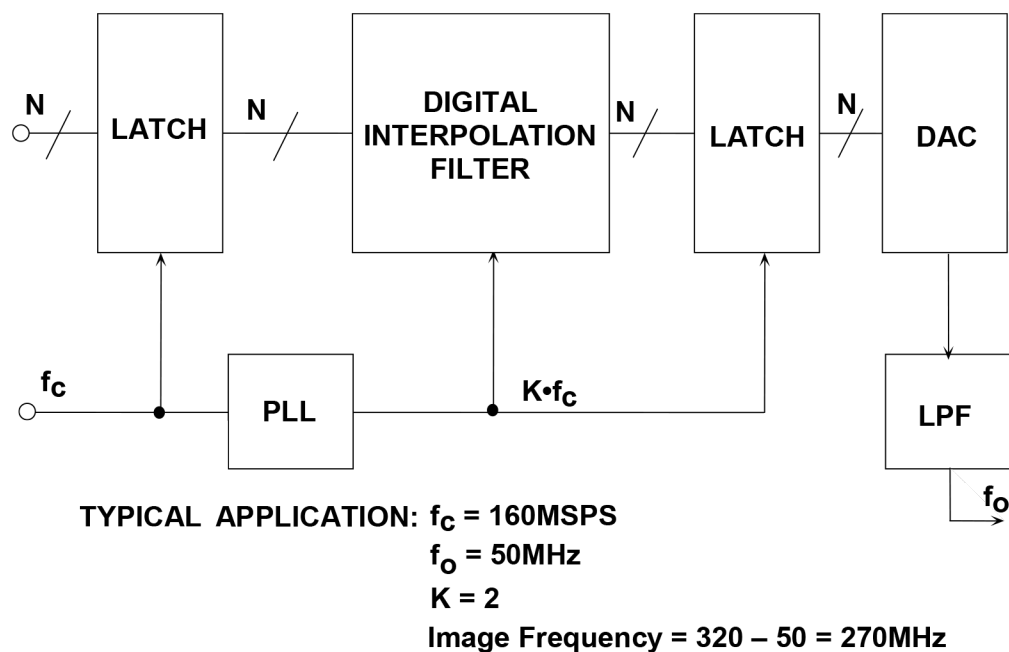 N
LATCH
N
DIGITAL
INTERPOLATION
FILTER
N
LATCH
N
DAC
fc
PLL
K•fc
LPF
fo
TYPICAL APPLICATION: fc = 160MSPS
fo = 50MHz
K = 2
Image Frequency = 320 – 50 = 270MHz